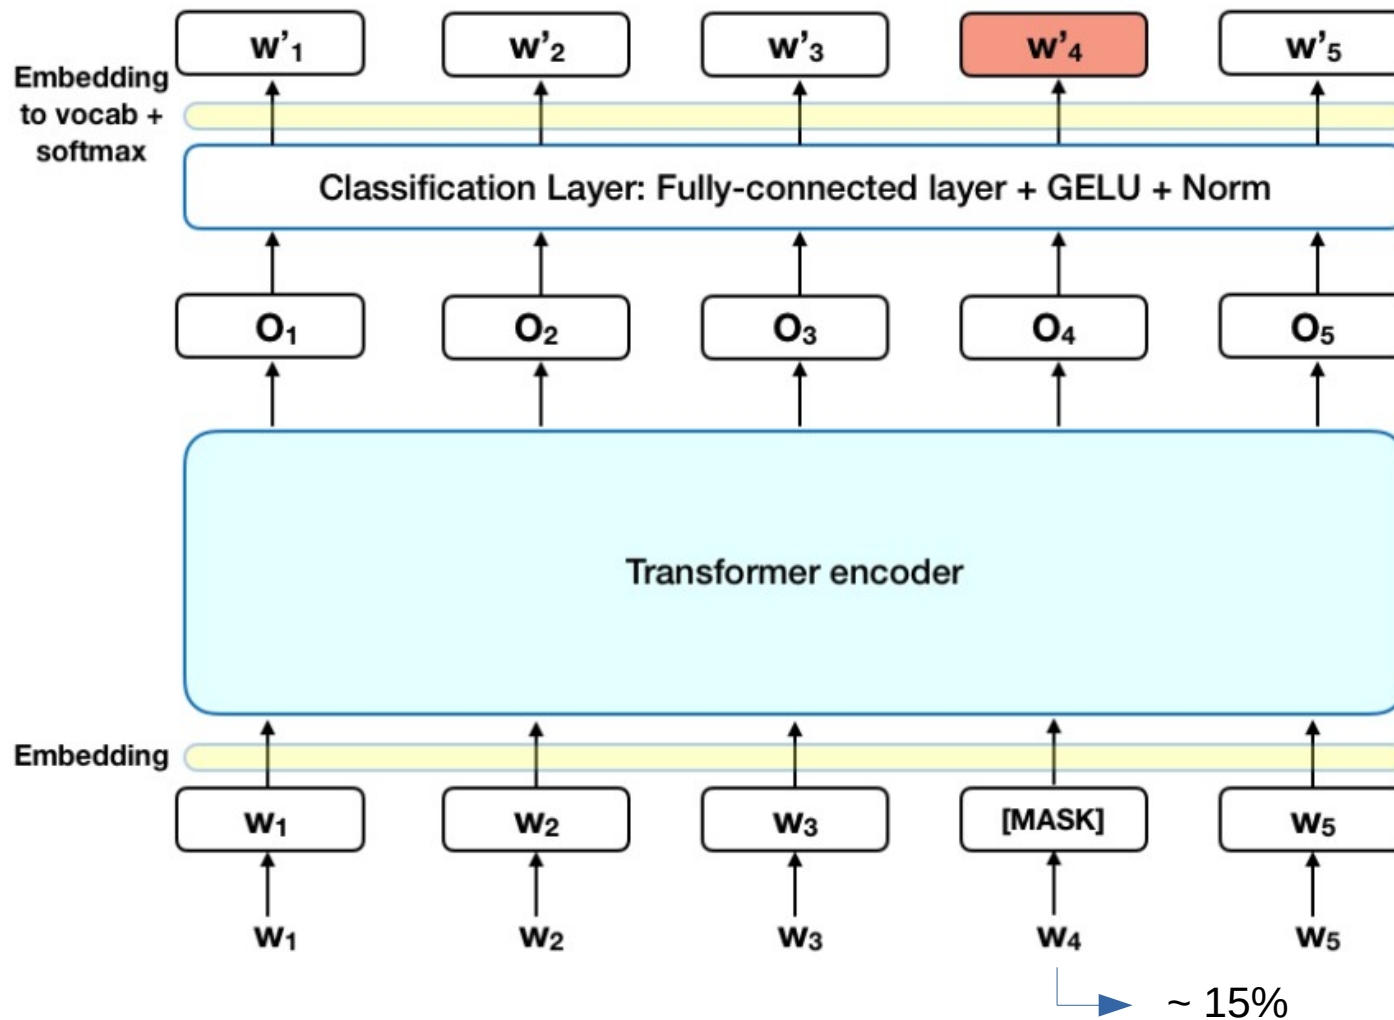 w’1 w’2 w’3 w’4 w’5
Embedding
to vocab +
softmax
Classification Layer: Fully-connected layer + GELU + Norm
O1 O2 O3 O4 O5
Transformer encoder
Embedding
w1 w2 w3 [MASK] w5
w1 w2 w3 w4 w5
~ 15%